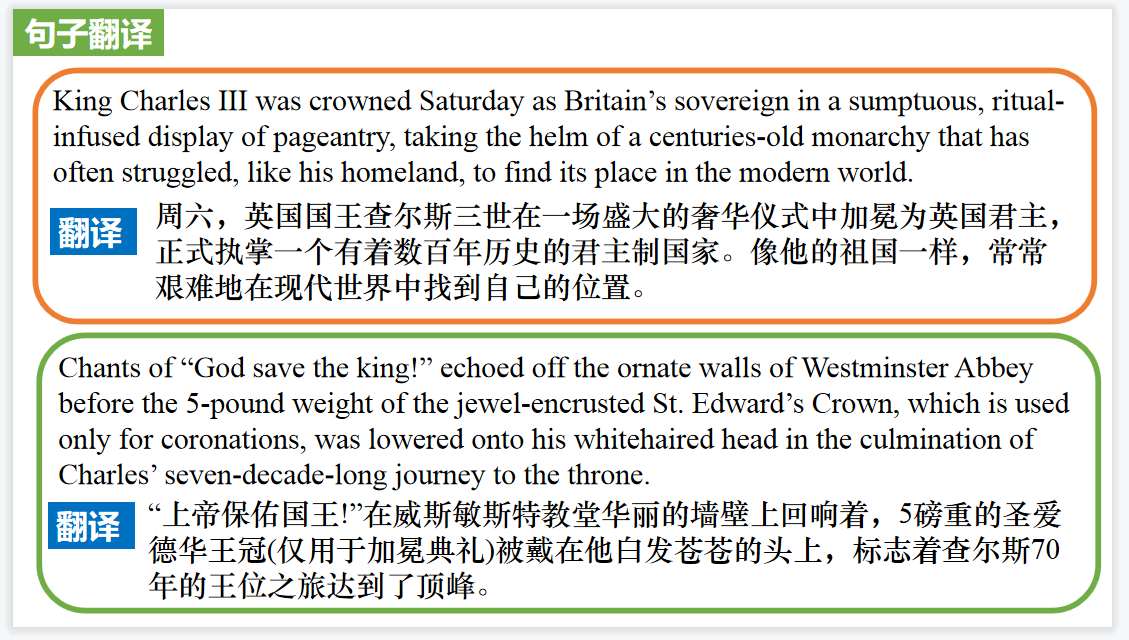 句子翻译
King Charles III was crowned Saturday as Britain’s sovereign in a sumptuous, ritual-
infused display of pageantry, taking the helm of a centuries-old monarchy that has
often struggled, like his homeland, to find its place in the modern world.
翻译
周六，英国国王查尔斯三世在一场盛大的奢华仪式中加冕为英国君主，
正式执掌一个有着数百年历史的君主制国家。像他的祖国一样，常常
艰难地在现代世界中找到自己的位置。
Chants of “God save the king!” echoed off the ornate walls of Westminster Abbey
before the 5-pound weight of the jewel-encrusted St. Edward’s Crown, which is used
only for coronations, was lowered onto his whitehaired head in the culmination of
Charles’ seven-decade-long journey to the throne.
翻译
“上帝保佑国王!”在威斯敏斯特教堂华丽的墙壁上回响着，5磅重的圣爱
德华王冠(仅用于加冕典礼)被戴在他白发苍苍的头上，标志着查尔斯70
年的王位之旅达到了顶峰。